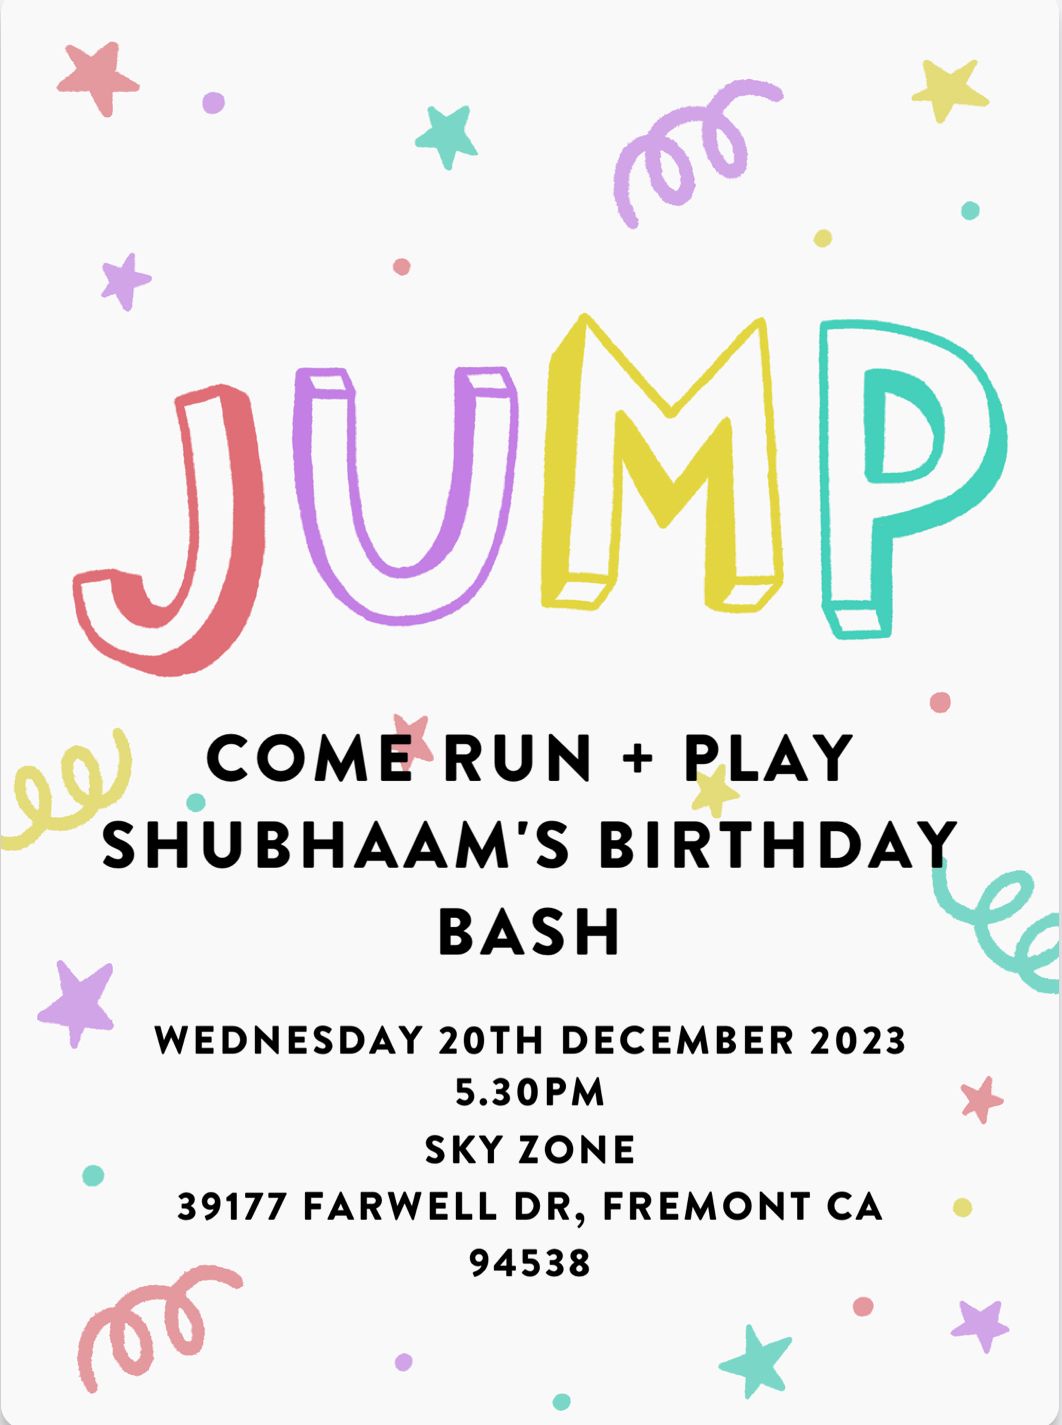 JUMP
COME RUN + PLAY
SHUBHAAM'S BIRTHDAY
BASH
WEDNESDAY 20TH DECEMBER 2023
5.30PM
SKY ZONE
39177 FARWELL DR, FREMONT CA
94538